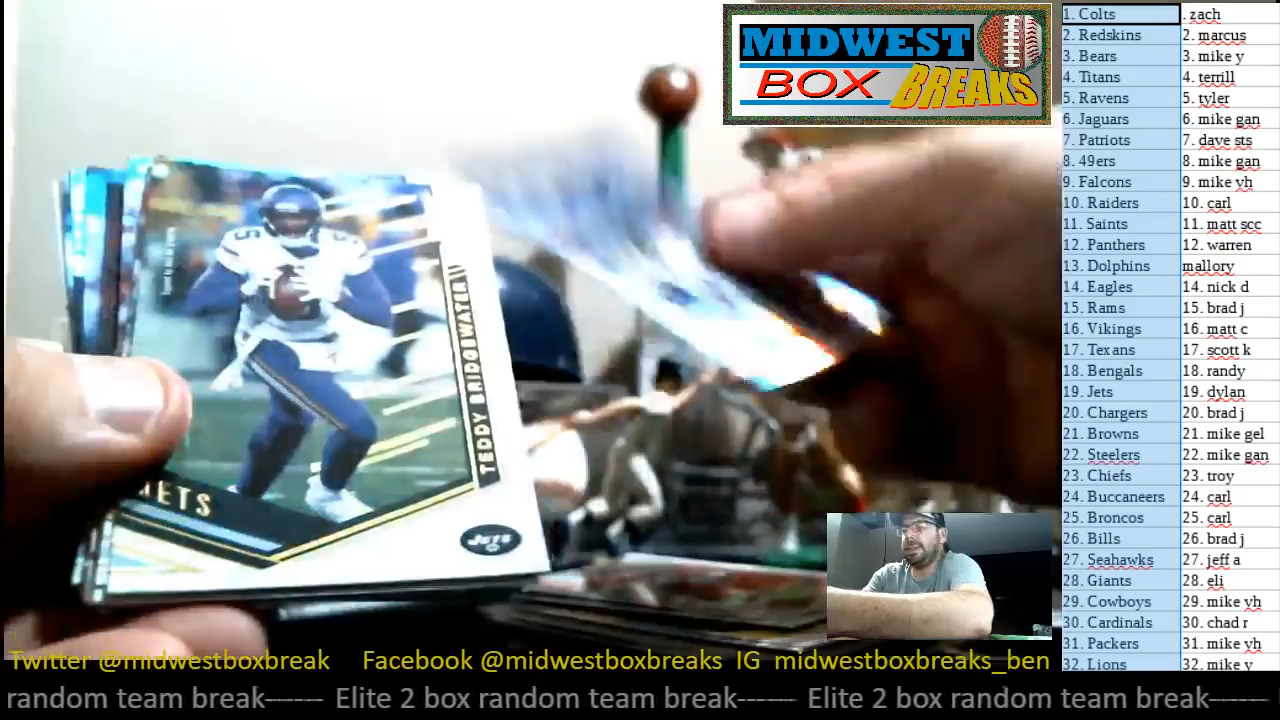 MIDWEST
BOX BREAKS
TEDDY BRIDGEWATER
JETS
Jets
1. Colts . zach
2. Redskins 2. marcus
3. Bears 3. mike y
4. Titans 4. terrill
5. Ravens 5. tyler
6. Jaguars 6. mike gan
7. Patriots 7. dave sts
8. 49ers 8. mike gan
9. Falcons 9. mike yh
10. Raiders 10. carl
11. Saints 11. matt scc
12. Panthers 12. warren
13. Dolphins mallory
14. Eagles 14. nick d
15. Rams 15. brad j
16. Vikings 16. matt c
17. Texans 17. scott k
18. Bengals 18. randy
19. Jets 19. dylan
20. Chargers 20. brad j
21. Browns 21. mike gel
22. Steelers 22. mike gan
23. Chiefs 23. troy
24. Buccaneers 24. carl
25. Broncos 25. carl
26. Bills 26. brad j
27. Seahawks 27. jeff a
28. Giants 28. eli
29. Cowboys 29. mike yh
30. Cardinals 30. chad r
31. Packers 31. mike yh
32. Lions 32. mike y
Twitter @midwestboxbreak Facebook @midwestboxbreaks IG midwestboxbreaks_ben
random team break------ Elite 2 box random team break------ Elite 2 box random team break------